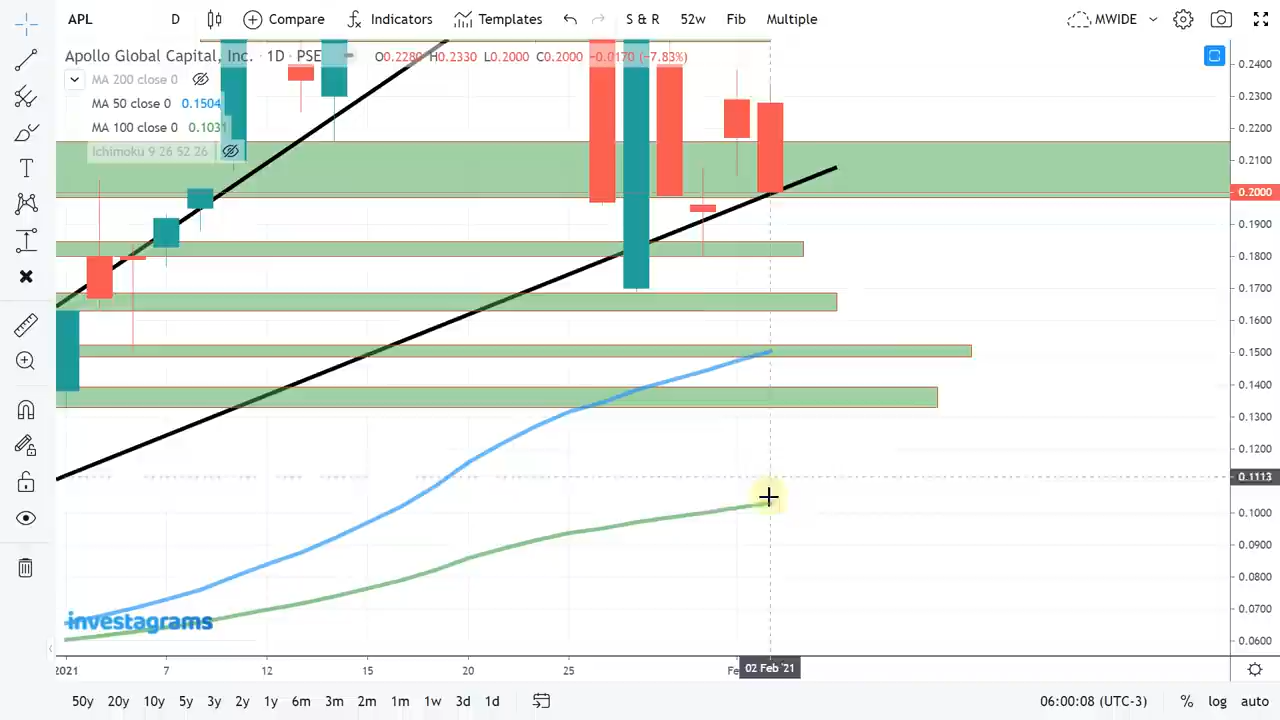 APL D Compare Indicators Templates S & R 52w Fib Multiple MWIDE
Apollo Global Capital, Inc. · 1D · PSE O0.2280 H0.2330 L0.2000 C0.2000 -0.0170 (-7.83%)
MA 200 close 0
MA 50 close 0 0.1504
MA 100 close 0 0.1031
Ichimoku 9 26 52 26
0.2400
0.2300
0.2200
0.2100
0.2000
0.1900
0.1800
0.1700
0.1600
0.1500
0.1400
0.1300
0.1200
0.1113
0.1000
0.0900
0.0800
0.0700
0.0600
investagrams
2021 7 12 15 20 25 Fe 02 Feb '21
50y 20y 10y 5y 3y 2y 1y 6m 3m 2m 1m 1w 3d 1d 06:00:08 (UTC-3) % log auto